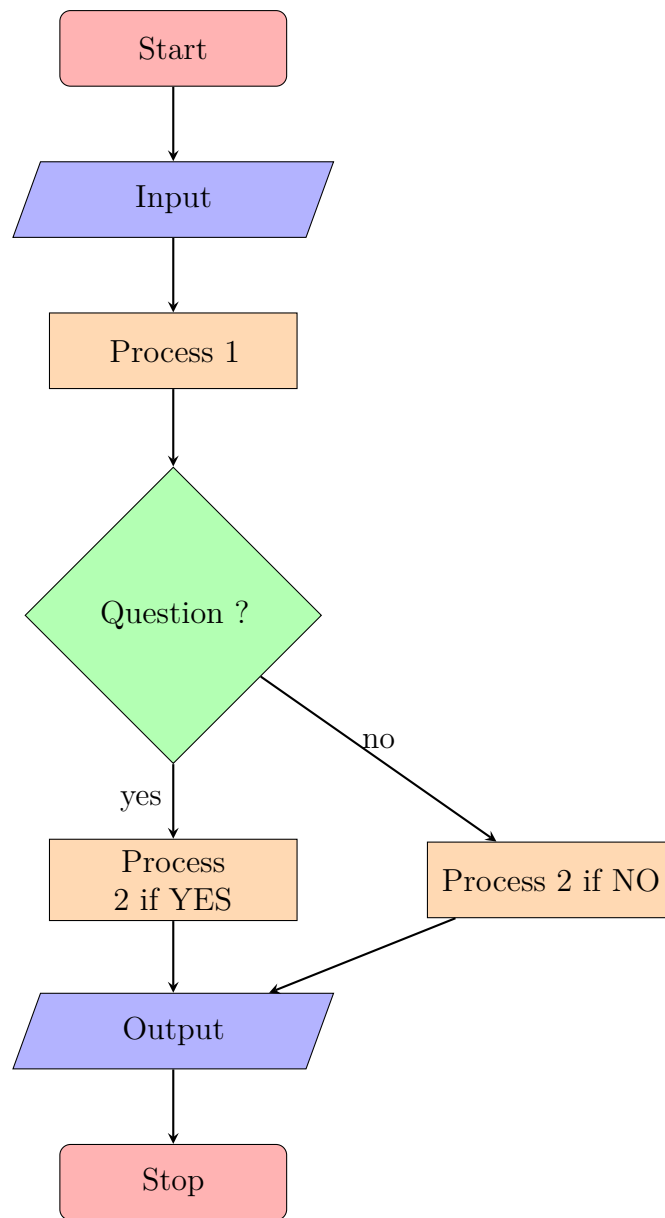 Start
Input
Process 1
Question ?
no
yes
Process
2 if YES
Process 2 if NO
Output
Stop